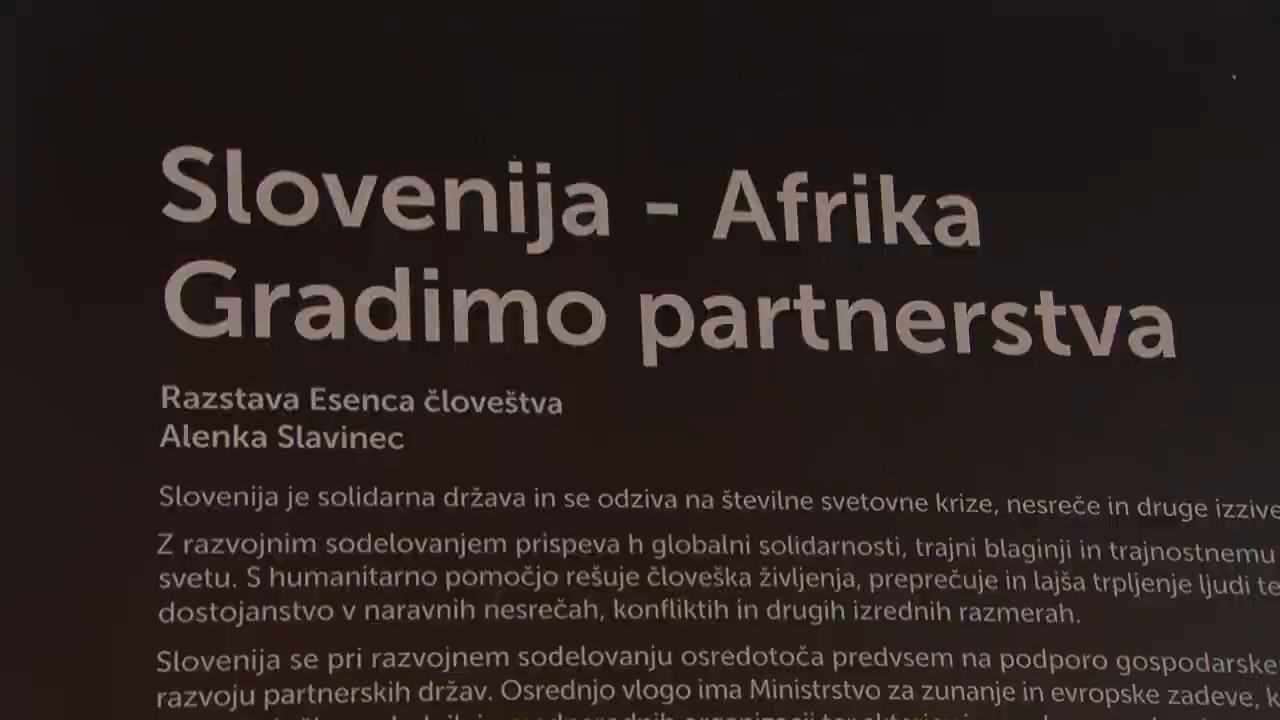 Slovenija - Afrika
Gradimo partnerstva
Razstava Esenca človeštva
Alenka Slavinec
Slovenija je solidarna država in se odziva na številne svetovne krize, nesreče in druge izzive
Z razvojnim sodelovanjem prispeva h globalni solidarnosti, trajni blaginji in trajnostnemu
svetu. S humanitarno pomočjo rešuje človeška življenja, preprečuje in lajša trpljenje ljudi te
dostojanstvo v naravnih nesrečah, konfliktih in drugih izrednih razmerah.
Slovenija se pri razvojnem sodelovanju osredotoča predvsem na podporo gospodarske
razvoju partnerskih držav. Osrednjo vlogo ima Ministrstvo za zunanje in evropske zadeve, k